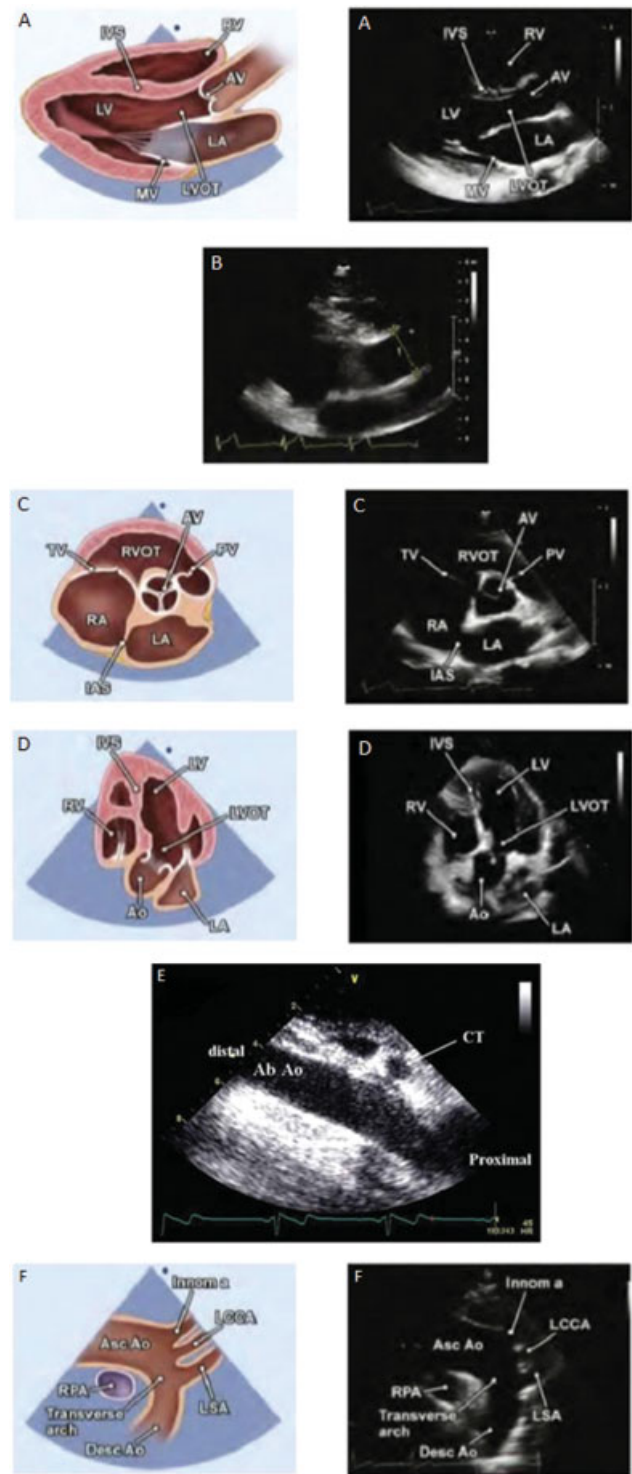 A
IVS
RV
AV
LV
LA
MV
LVOT
A
IVS
RV
AV
LV
LA
MV
LVOT
B
C
AV
TV
RVOT
PV
RA
LA
IAS
C
AV
TV
RVOT
PV
RA
LA
IAS
D
IVS
LV
RV
LVOT
Ao
LA
D
IVS
LV
RV
LVOT
Ao
LA
E
V
CT
distal
Ab Ao
Proximal
HR
F
Innom a
LCCA
Asc Ao
RPA
LSA
Transverse
arch
Desc Ao
F
Innom a
LCCA
Asc Ao
RPA
LSA
Transverse
arch
Desc Ao